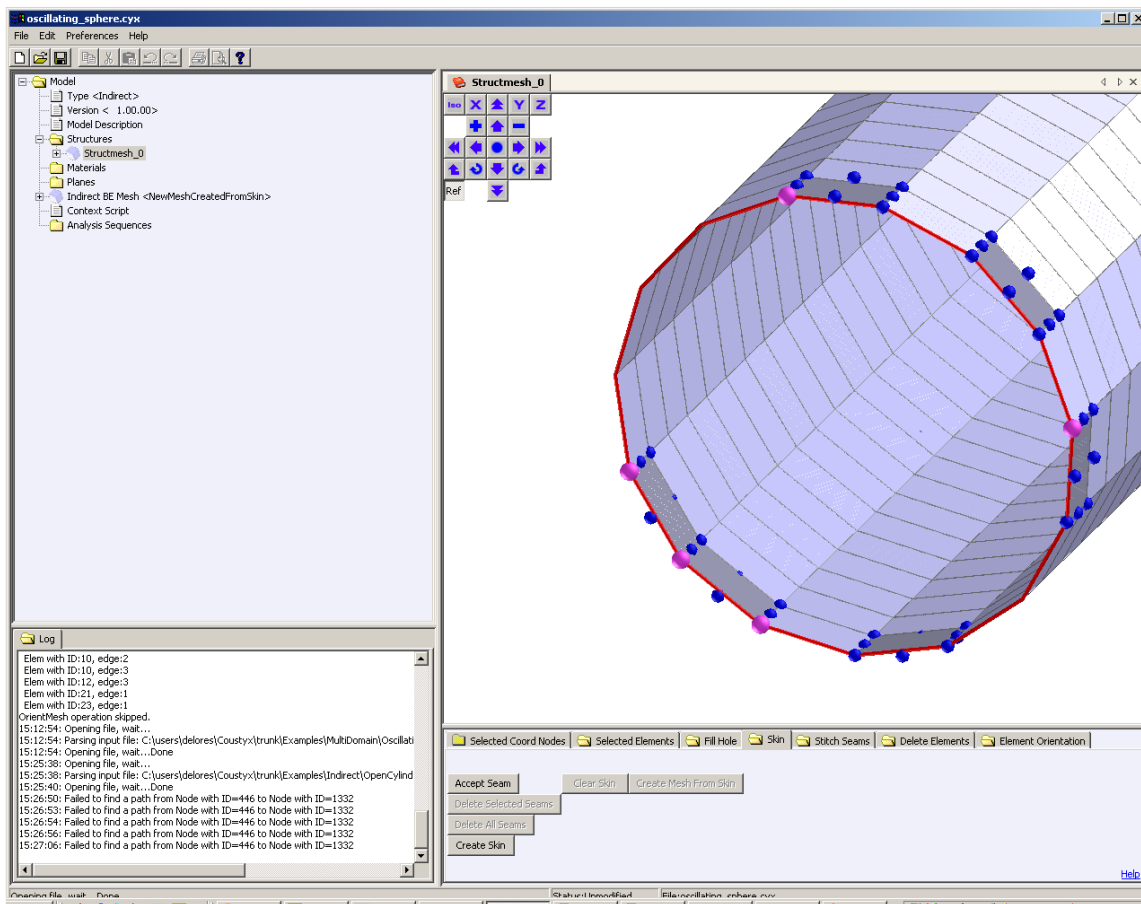 oscillating_sphere.cyx
File Edit Preferences Help
Model
Type <Indirect>
Version < 1.00.00>
Model Description
Structures
Structmesh_0
Materials
Planes
Indirect BE Mesh <NewMeshCreatedFromSkin>
Context Script
Analysis Sequences
Structmesh_0
Iso X Y Z
Ref
Log
Elem with ID:10, edge:2
Elem with ID:10, edge:3
Elem with ID:12, edge:3
Elem with ID:21, edge:1
Elem with ID:23, edge:1
OrientMesh operation skipped.
15:12:54: Opening file, wait...
15:12:54: Parsing input file: C:\users\delores\Coustyx\trunk\Examples\MultiDomain\Oscillati
15:12:54: Opening file, wait...Done
15:25:38: Opening file, wait...
15:25:38: Parsing input file: C:\users\delores\Coustyx\trunk\Examples\Indirect\OpenCylind
15:25:40: Opening file, wait...Done
15:26:50: Failed to find a path from Node with ID=446 to Node with ID=1332
15:26:53: Failed to find a path from Node with ID=446 to Node with ID=1332
15:26:54: Failed to find a path from Node with ID=446 to Node with ID=1332
15:26:56: Failed to find a path from Node with ID=446 to Node with ID=1332
15:27:06: Failed to find a path from Node with ID=446 to Node with ID=1332
Selected Coord Nodes Selected Elements Fill Hole Skin Stitch Seams Delete Elements Element Orientation
Accept Seam Clear Skin Create Mesh From Skin
Delete Selected Seams
Delete All Seams
Create Skin
Help
Opening file, wait...Done Status:Unmodified File:oscillating_sphere.cyx